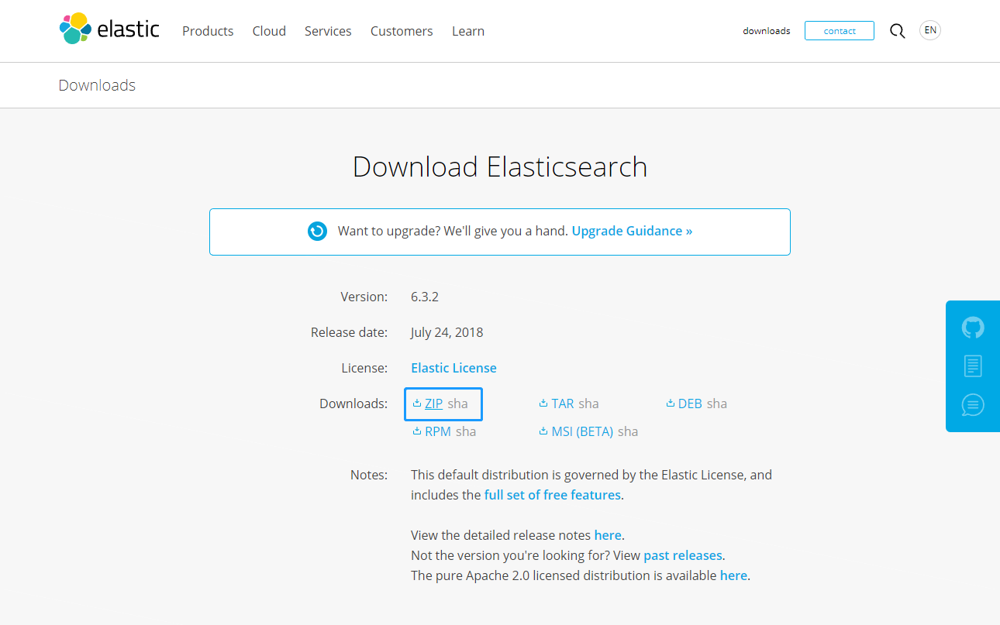 elastic Products Cloud Services Customers Learn downloads contact EN
Downloads
Download Elasticsearch
Want to upgrade? We'll give you a hand. Upgrade Guidance »
Version: 6.3.2
Release date: July 24, 2018
License: Elastic License
Downloads: ZIP sha TAR sha DEB sha
RPM sha MSI (BETA) sha
Notes: This default distribution is governed by the Elastic License, and
includes the full set of free features.
View the detailed release notes here.
Not the version you're looking for? View past releases.
The pure Apache 2.0 licensed distribution is available here.